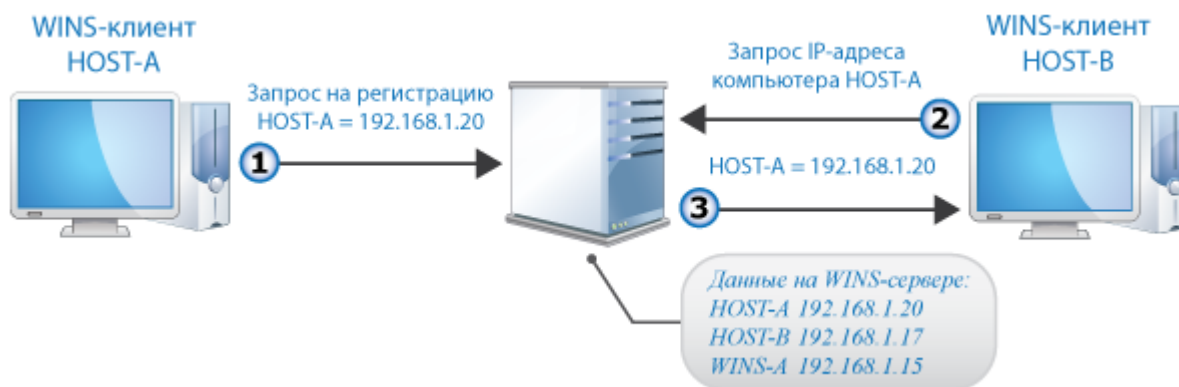 WINS-клиент
HOST-A
Запрос на регистрацию
HOST-A = 192.168.1.20
1
Запрос IP-адреса
компьютера HOST-A
2
HOST-A = 192.168.1.20
3
WINS-клиент
HOST-B
Данные на WINS-сервере:
HOST-A 192.168.1.20
HOST-B 192.168.1.17
WINS-A 192.168.1.15